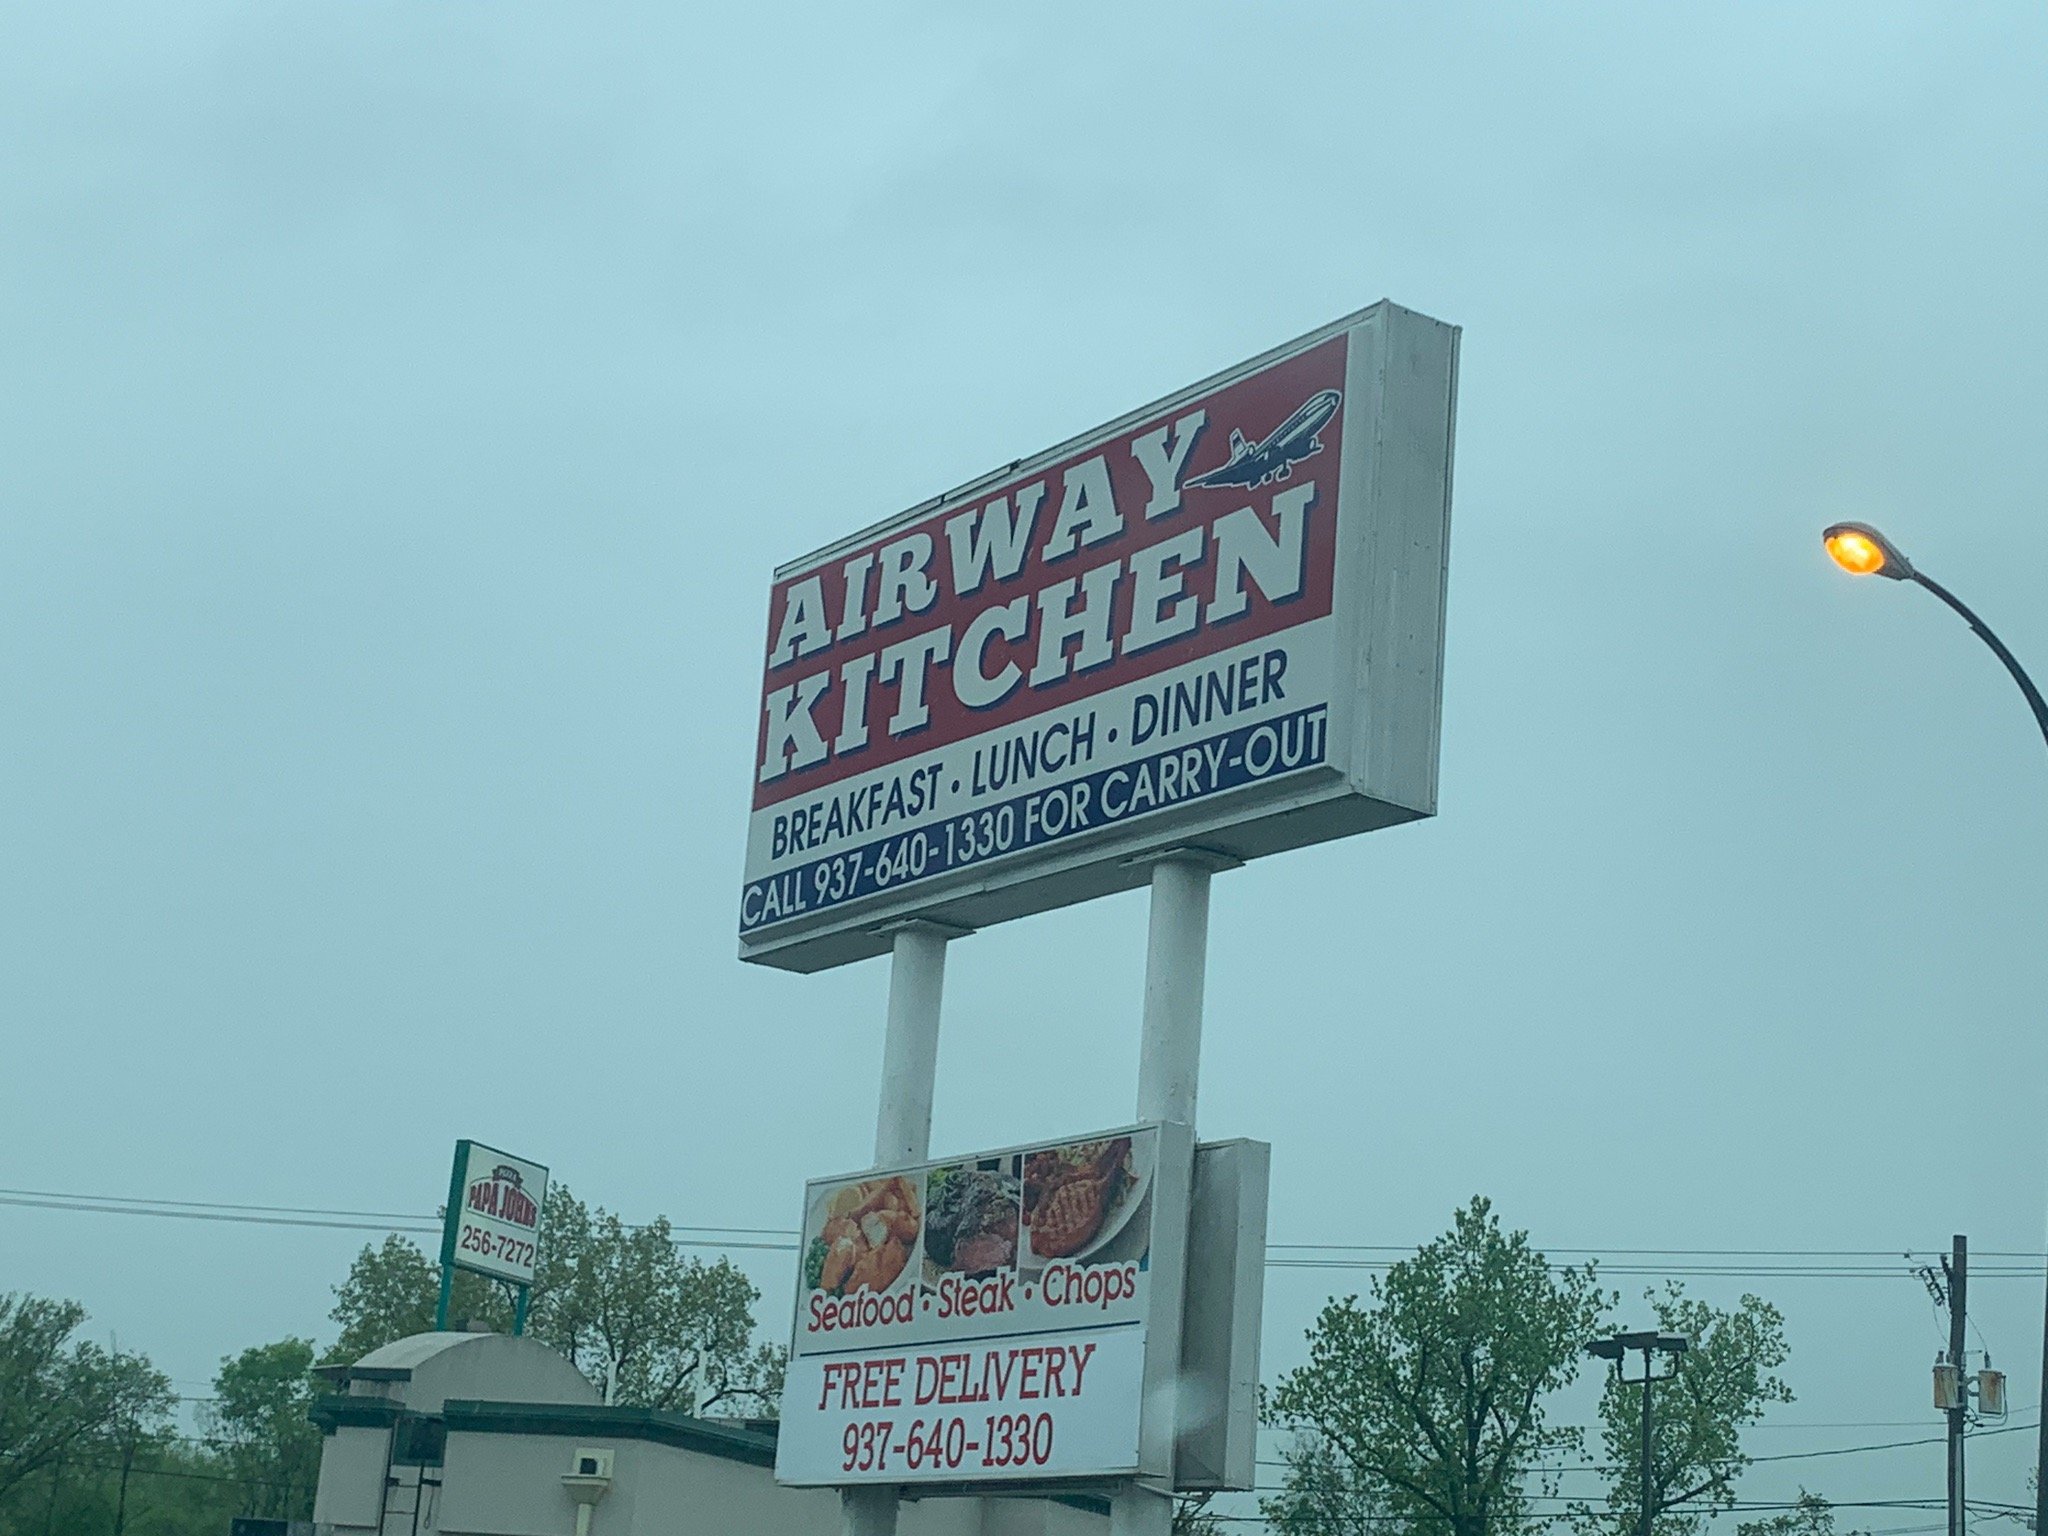 AIRWAY
KITCHEN
BREAKFAST • LUNCH • DINNER
CALL 937-640-1330 FOR CARRY-OUT
Seafood • Steak • Chops
FREE DELIVERY
937-640-1330
PIZZA
PAPA JOHNS
256-7272